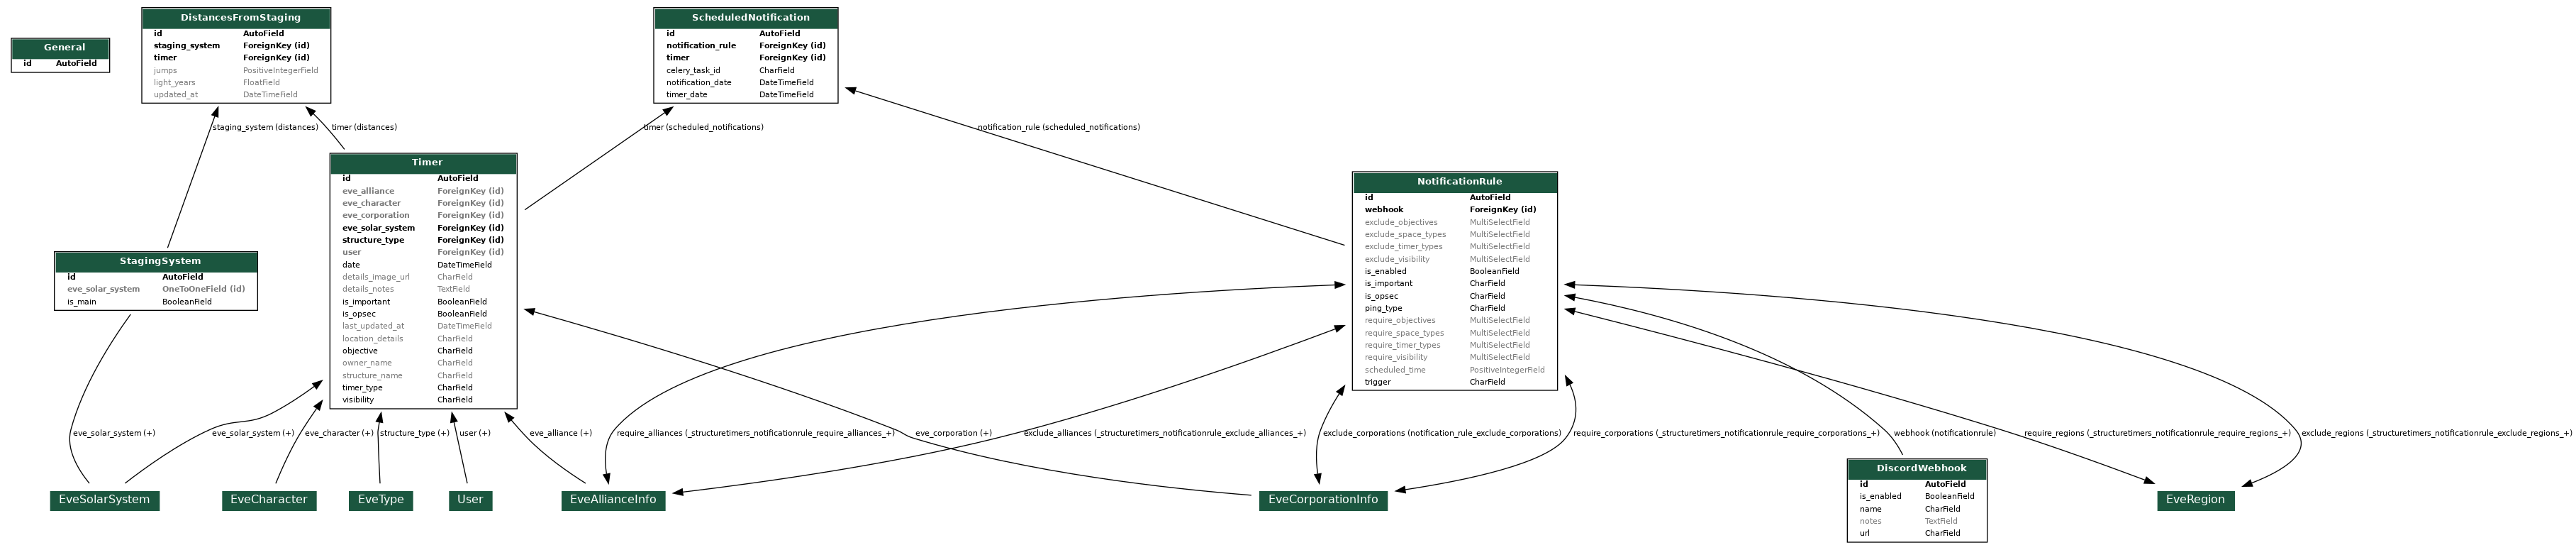 General
id AutoField
DistancesFromStaging
id AutoField
staging_system ForeignKey (id)
timer ForeignKey (id)
jumps PositiveIntegerField
light_years FloatField
updated_at DateTimeField
ScheduledNotification
id AutoField
notification_rule ForeignKey (id)
timer ForeignKey (id)
celery_task_id CharField
notification_date DateTimeField
timer_date DateTimeField
staging_system (distances)
timer (distances)
timer (scheduled_notifications)
notification_rule (scheduled_notifications)
Timer
id AutoField
eve_alliance ForeignKey (id)
eve_character ForeignKey (id)
eve_corporation ForeignKey (id)
eve_solar_system ForeignKey (id)
structure_type ForeignKey (id)
user ForeignKey (id)
date DateTimeField
details_image_url CharField
details_notes TextField
is_important BooleanField
is_opsec BooleanField
last_updated_at DateTimeField
location_details CharField
objective CharField
owner_name CharField
structure_name CharField
timer_type CharField
visibility CharField
NotificationRule
id AutoField
webhook ForeignKey (id)
exclude_objectives MultiSelectField
exclude_space_types MultiSelectField
exclude_timer_types MultiSelectField
exclude_visibility MultiSelectField
is_enabled BooleanField
is_important CharField
is_opsec CharField
ping_type CharField
require_objectives MultiSelectField
require_space_types MultiSelectField
require_timer_types MultiSelectField
require_visibility MultiSelectField
scheduled_time PositiveIntegerField
trigger CharField
StagingSystem
id AutoField
eve_solar_system OneToOneField (id)
is_main BooleanField
eve_solar_system (+)
eve_solar_system (+)
eve_character (+)
structure_type (+)
user (+)
eve_alliance (+)
require_alliances (_structuretimers_notificationrule_require_alliances_+)
eve_corporation (+)
exclude_alliances (_structuretimers_notificationrule_exclude_alliances_+)
exclude_corporations (notification_rule_exclude_corporations)
require_corporations (_structuretimers_notificationrule_require_corporations_+)
webhook (notificationrule)
require_regions (_structuretimers_notificationrule_require_regions_+)
exclude_regions (_structuretimers_notificationrule_exclude_regions_+)
EveSolarSystem
EveCharacter
EveType
User
EveAllianceInfo
EveCorporationInfo
DiscordWebhook
id AutoField
is_enabled BooleanField
name CharField
notes TextField
url CharField
EveRegion